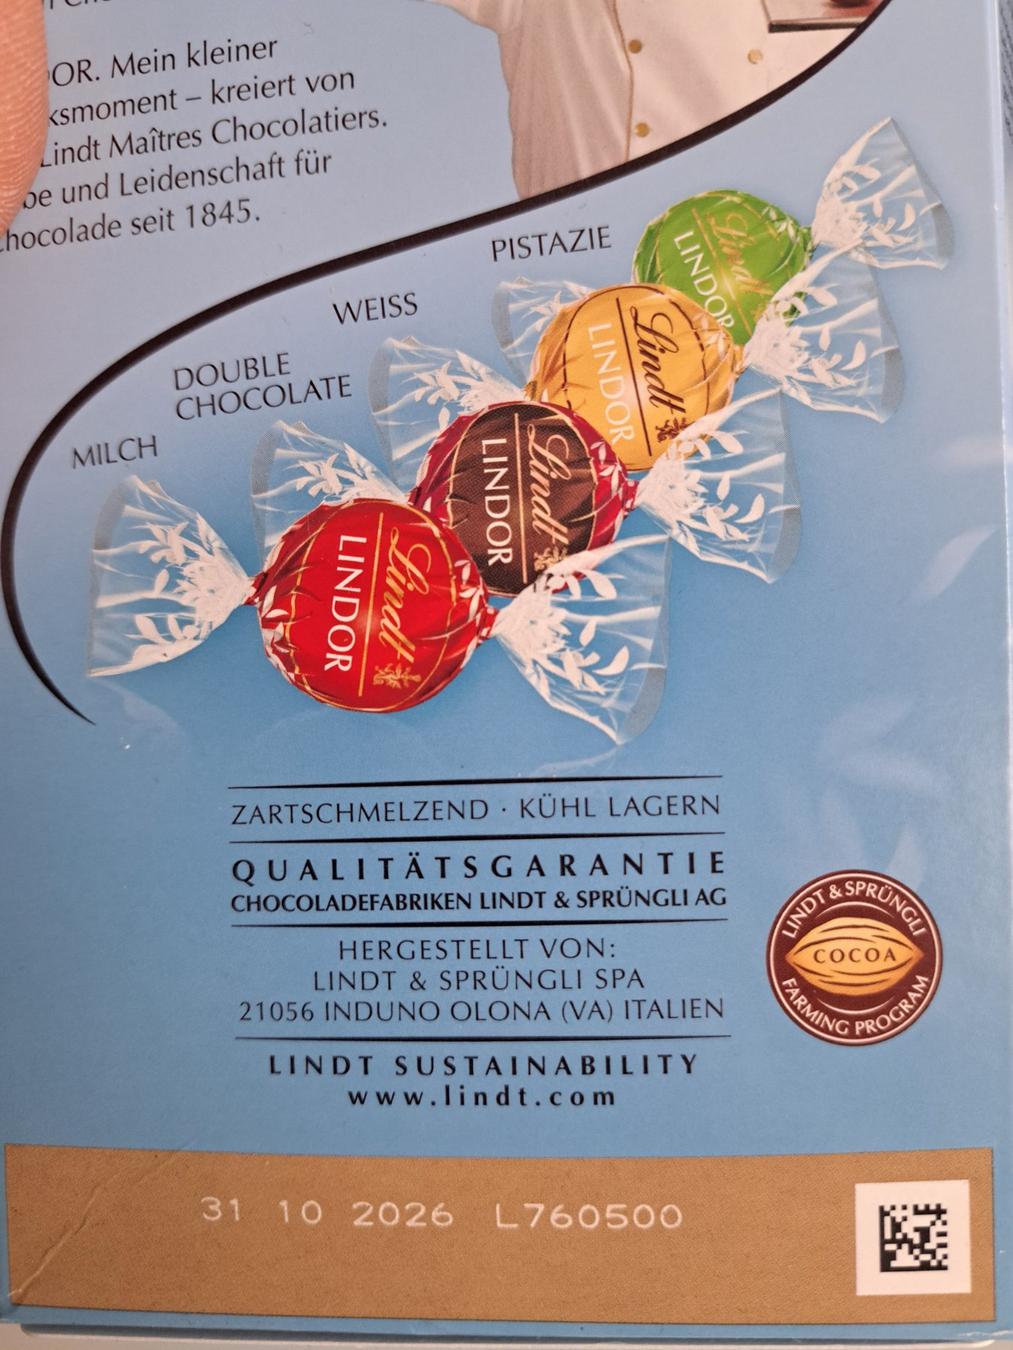 OR. Mein kleiner
ksmoment – kreiert von
Lindt Maîtres Chocolatiers.
be und Leidenschaft für
hocolade seit 1845.
PISTAZIE
WEISS
DOUBLE
CHOCOLATE
MILCH
Lindt
LINDOR
Lindt
LINDOR
Lindt
LINDOR
Lindt
LINDOR
ZARTSCHMELZEND · KÜHL LAGERN
QUALITÄTSGARANTIE
CHOCOLADEFABRIKEN LINDT & SPRÜNGLI AG
HERGESTELLT VON:
LINDT & SPRÜNGLI SPA
21056 INDUNO OLONA (VA) ITALIEN
LINDT & SPRÜNGLI
COCOA
FARMING PROGRAM
LINDT SUSTAINABILITY
www.lindt.com
31 10 2026 L760500